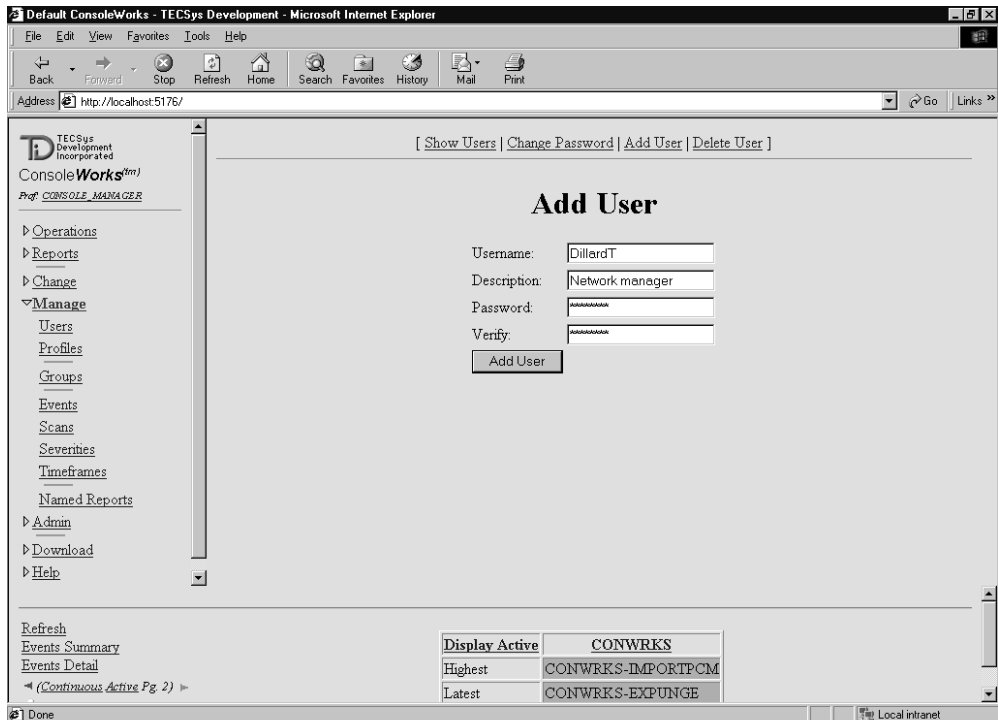 Default ConsoleWorks - TECSys Development - Microsoft Internet Explorer
File Edit View Favorites Tools Help
Back Forward Stop Refresh Home Search Favorites History Mail Print
Address http://localhost:5176/ Go Links »
TECSys
Development
Incorporated
ConsoleWorks(tm)
Prof: CONSOLE_MANAGER
Operations
Reports
Change
Manage
Users
Profiles
Groups
Events
Scans
Severities
Timeframes
Named Reports
Admin
Download
Help
[ Show Users | Change Password | Add User | Delete User ]
Add User
Username: DillardT
Description: Network manager
Password: ********
Verify: ********
Add User
Refresh
Events Summary
Events Detail
(Continuous Active Pg. 2)
Display Active CONWRKS
Highest CONWRKS-IMPORTPCM
Latest CONWRKS-EXPUNGE
Done Local intranet